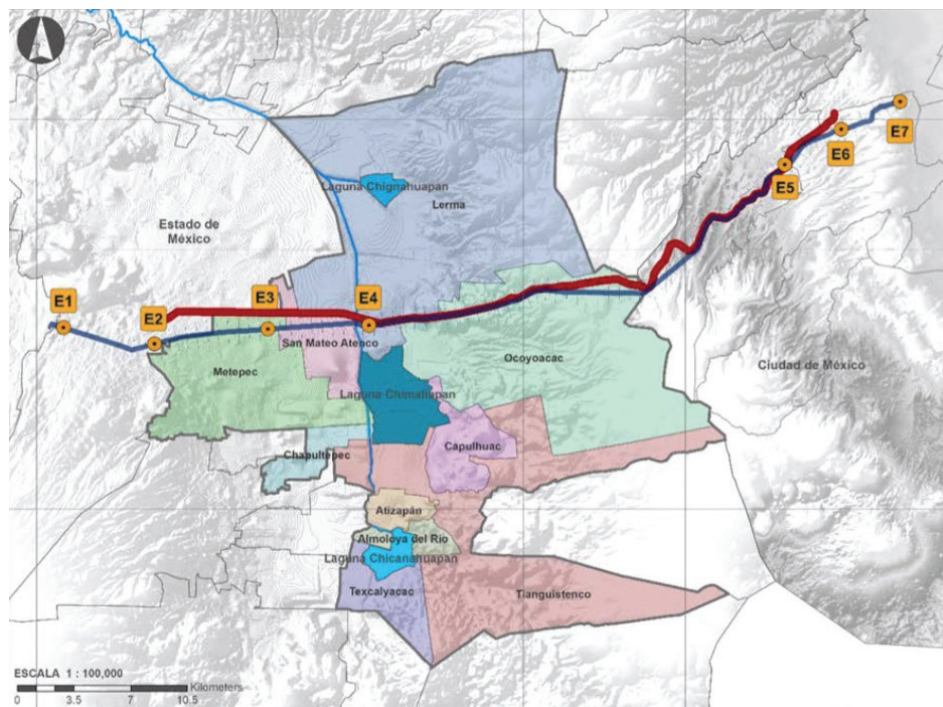 E7
E6
E5
Laguna Chignahuapan
Lerma
Estado de
México
E1
E2
E3
E4
San Mateo Atenco
Ocoyoacac
Ciudad de México
Metepec
Laguna Chimaliapan
Capulhuac
Chapultepec
Atizapán
Almoloya del Río
Laguna Chicanahuapan
Texcalyacac
Tianguistenco
ESCALA 1 : 100,000
Kilometers
0 3.5 7 10.5